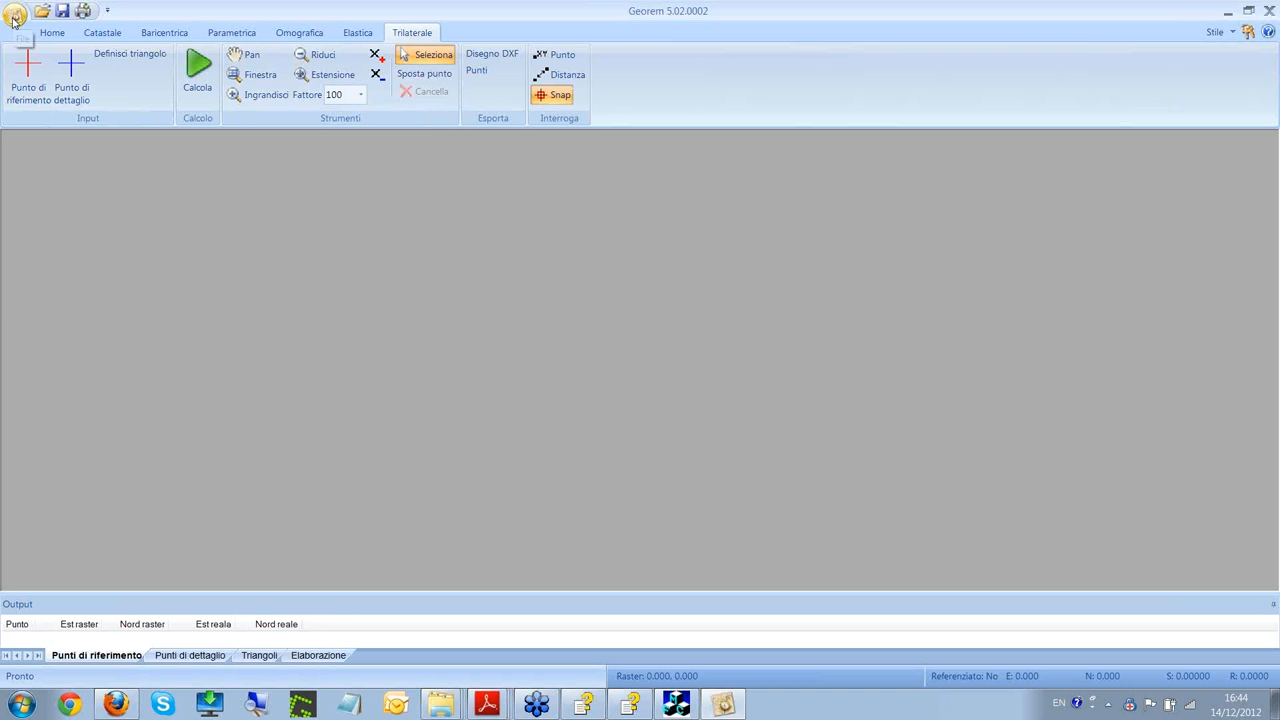 Georem 5.02.0002
Home Catastale Baricentrica Parametrica Omografica Elastica Trilaterale Stile
File
Punto di riferimento
Punto di dettaglio
Definisci triangolo
Input
Calcola
Calcolo
Pan Riduci
Finestra Estensione
Ingrandisci Fattore 100
Strumenti
Seleziona
Sposta punto
Cancella
Disegno DXF
Punti
Esporta
Punto
Distanza
Snap
Interroga
Output
Punto Est raster Nord raster Est reala Nord reale
Punti di riferimento Punti di dettaglio Triangoli Elaborazione
Pronto Raster: 0.000, 0.000 Referenziato: No E: 0.000 N: 0.000 S: 0.00000 R: 0.0000
EN 16:44
14/12/2012